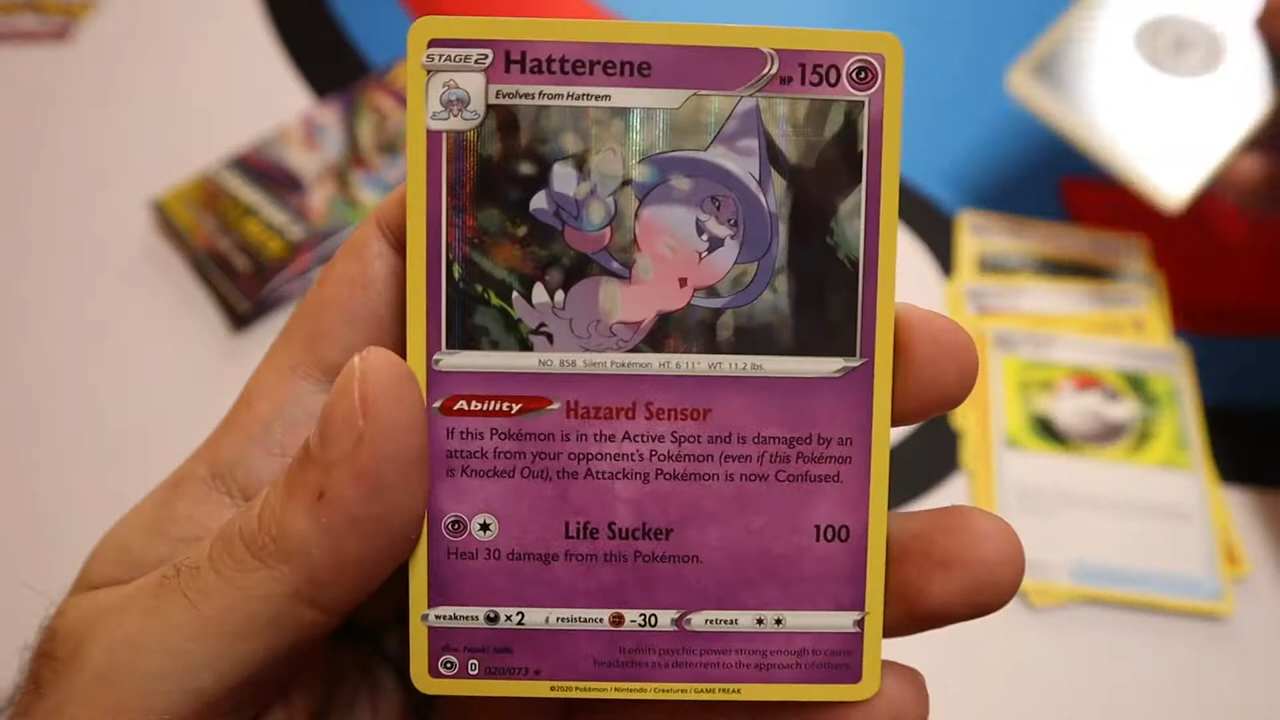 STAGE 2
Hatterene
HP 150
Evolves from Hattrem
NO. 858 Silent Pokémon HT: 6'11" WT: 11.2 lbs.
Ability Hazard Sensor
If this Pokémon is in the Active Spot and is damaged by an
attack from your opponent's Pokémon (even if this Pokémon
is Knocked Out), the Attacking Pokémon is now Confused.
Life Sucker 100
Heal 30 damage from this Pokémon.
weakness ×2 resistance -30 retreat
It emits psychic power strong enough to cause
headaches as a deterrent to the approach of others.
D 020/073 ★
©2020 Pokémon / Nintendo / Creatures / GAME FREAK